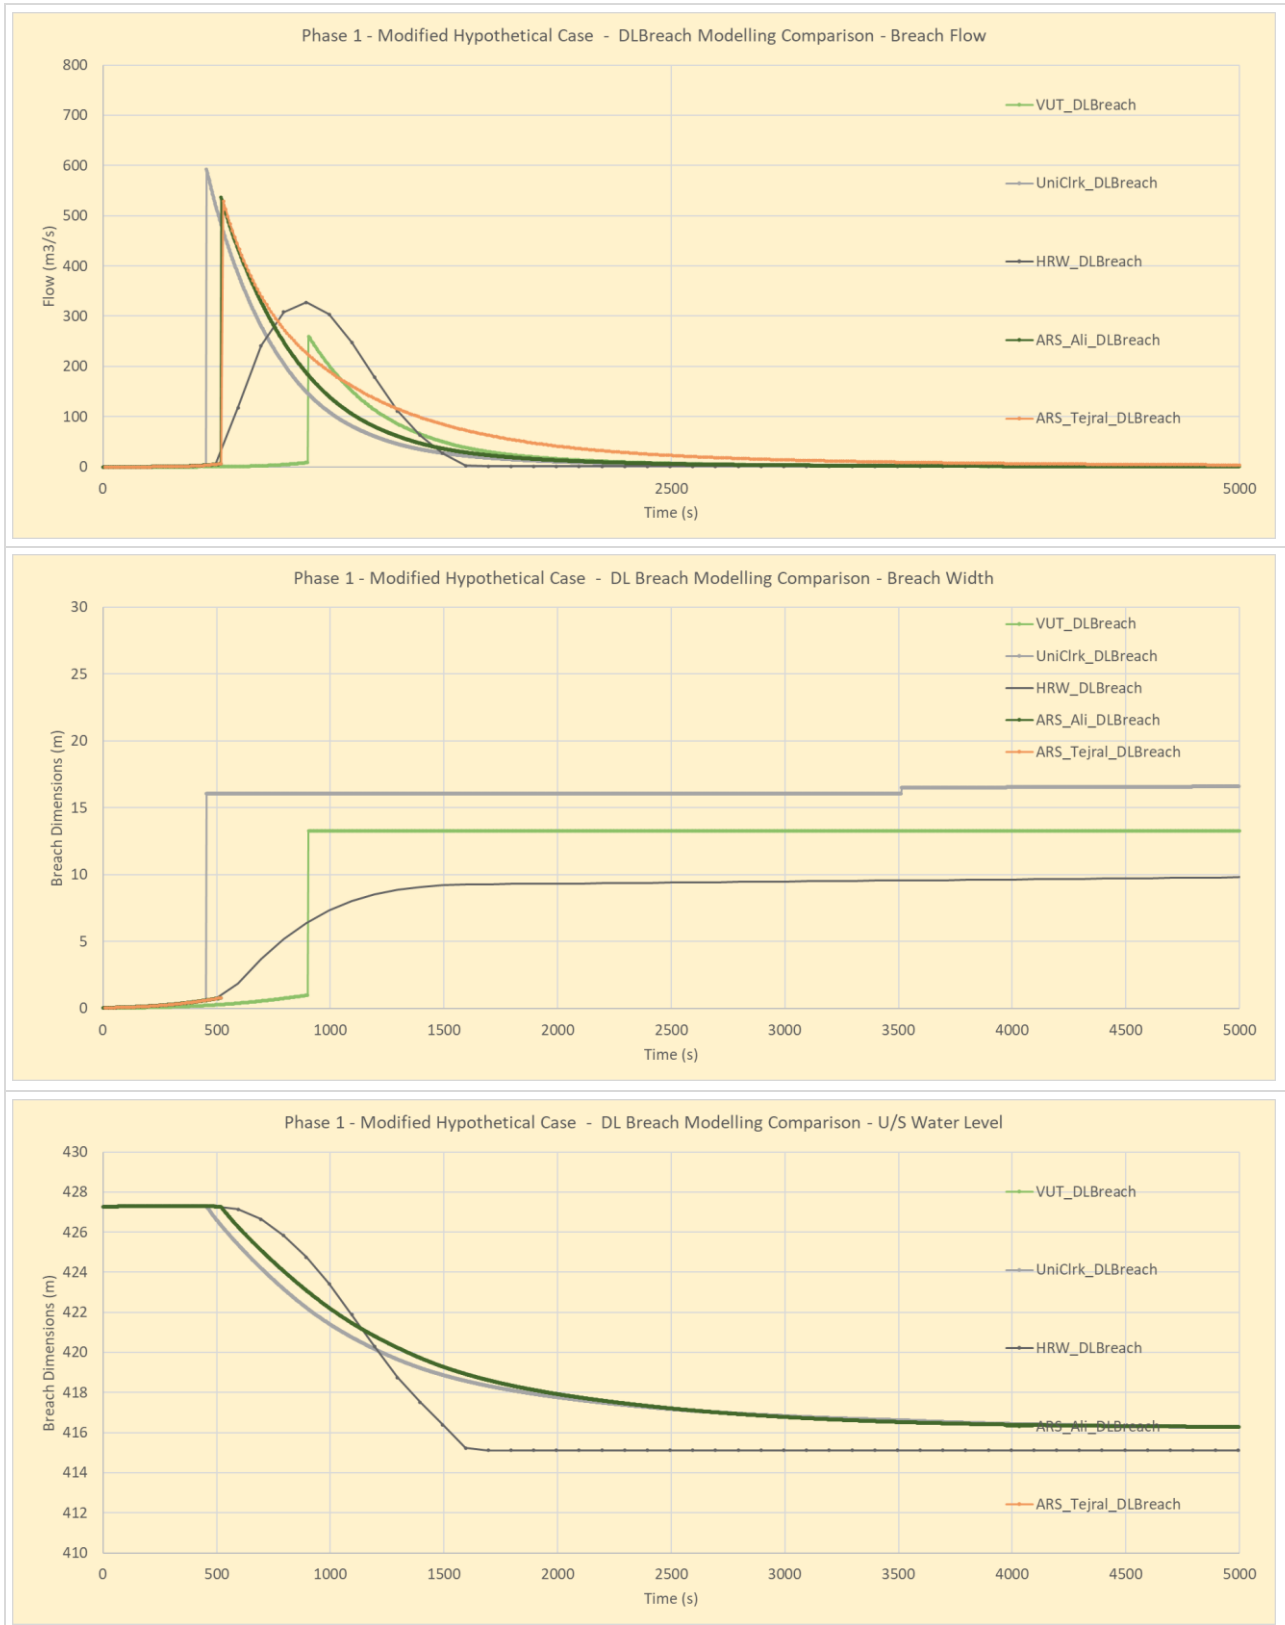 Phase 1 - Modified Hypothetical Case - DLBreach Modelling Comparison - Breach Flow
800
700
600
500
400
300
200
100
0
Flow (m3/s)
0
2500
5000
Time (s)
VUT_DLBreach
UniClrk_DLBreach
HRW_DLBreach
ARS_Ali_DLBreach
ARS_Tejral_DLBreach
Phase 1 - Modified Hypothetical Case - DL Breach Modelling Comparison - Breach Width
30
25
20
15
10
5
0
Breach Dimensions (m)
0
500
1000
1500
2000
2500
3000
3500
4000
4500
5000
Time (s)
VUT_DLBreach
UniClrk_DLBreach
HRW_DLBreach
ARS_Ali_DLBreach
ARS_Tejral_DLBreach
Phase 1 - Modified Hypothetical Case - DL Breach Modelling Comparison - U/S Water Level
430
428
426
424
422
420
418
416
414
412
410
Breach Dimensions (m)
0
500
1000
1500
2000
2500
3000
3500
4000
4500
5000
Time (s)
VUT_DLBreach
UniClrk_DLBreach
HRW_DLBreach
ARS_Ali_DLBreach
ARS_Tejral_DLBreach